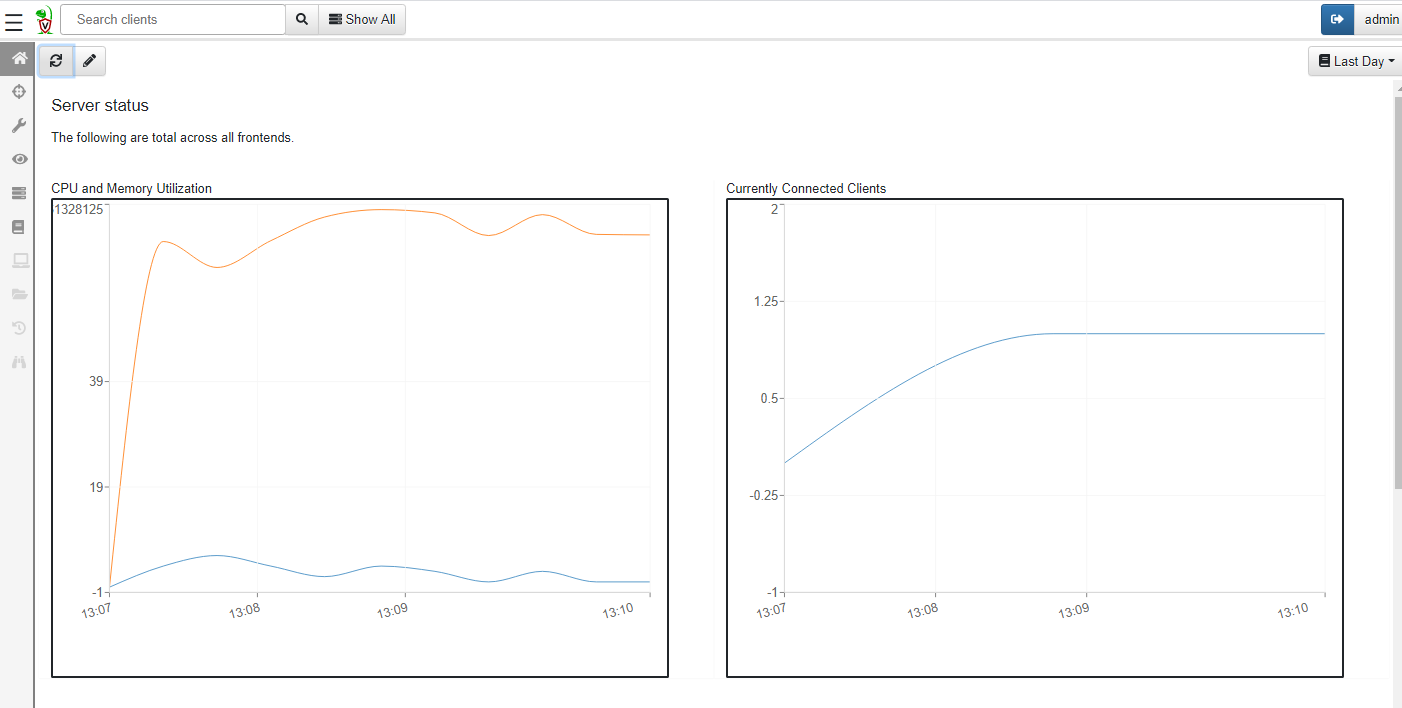 Search clients
Show All
admin
Last Day
Server status
The following are total across all frontends.
CPU and Memory Utilization
1328125
39
19
-1
13:07
13:08
13:09
13:10
Currently Connected Clients
2
1.25
0.5
-0.25
-1
13:07
13:08
13:09
13:10